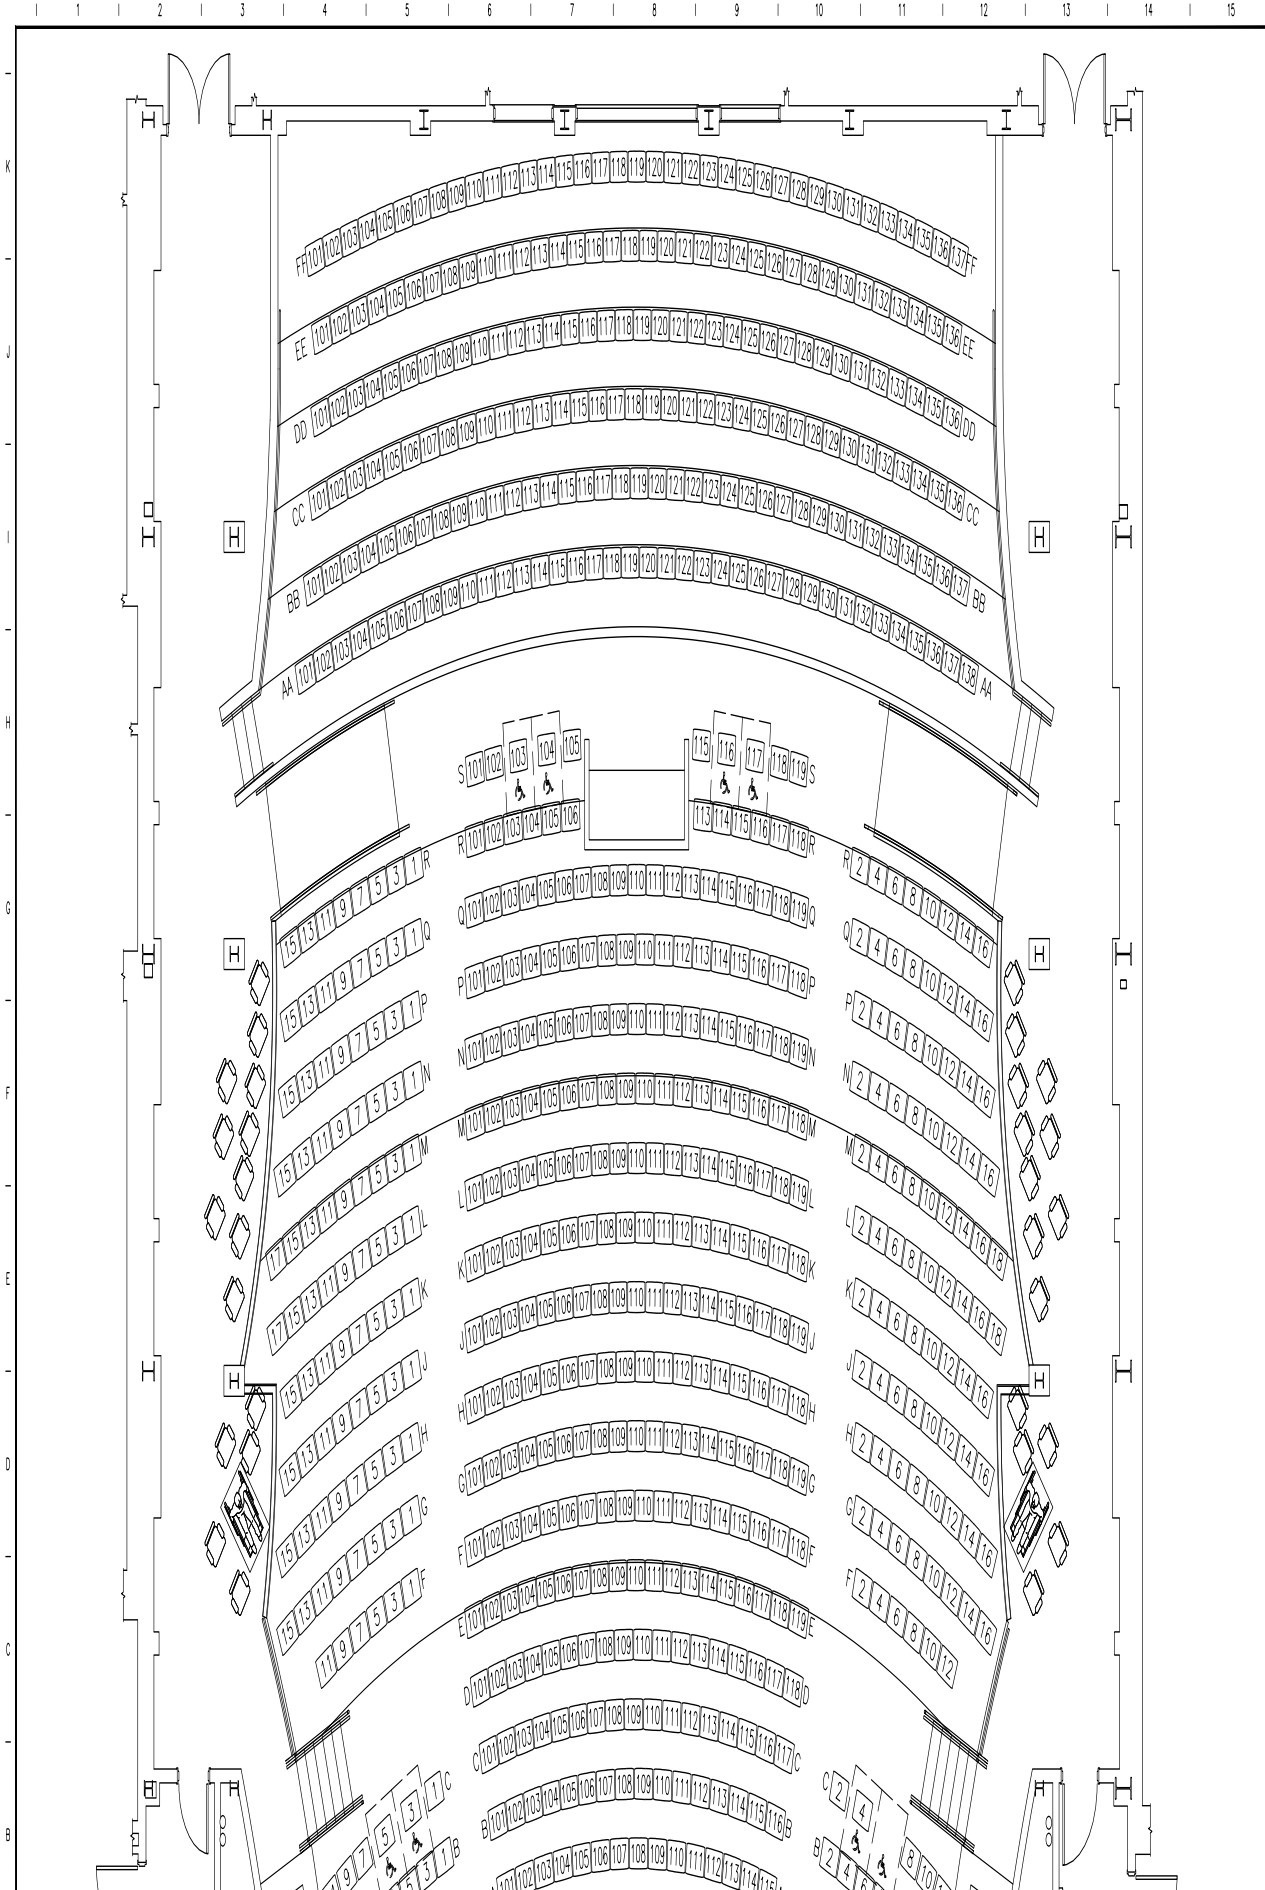 1 2 3 4 5 6 7 8 9 10 11 12 13 14 15
K
FF 101 102 103 104 105 106 107 108 109 110 111 112 113 114 115 116 117 118 119 120 121 122 123 124 125 126 127 128 129 130 131 132 133 134 135 136 137 FF
EE 101 102 103 104 105 106 107 108 109 110 111 112 113 114 115 116 117 118 119 120 121 122 123 124 125 126 127 128 129 130 131 132 133 134 135 136 EE
J
DD 101 102 103 104 105 106 107 108 109 110 111 112 113 114 115 116 117 118 119 120 121 122 123 124 125 126 127 128 129 130 131 132 133 134 135 136 DD
CC 101 102 103 104 105 106 107 108 109 110 111 112 113 114 115 116 117 118 119 120 121 122 123 124 125 126 127 128 129 130 131 132 133 134 135 136 CC
I
BB 101 102 103 104 105 106 107 108 109 110 111 112 113 114 115 116 117 118 119 120 121 122 123 124 125 126 127 128 129 130 131 132 133 134 135 136 137 BB
AA 101 102 103 104 105 106 107 108 109 110 111 112 113 114 115 116 117 118 119 120 121 122 123 124 125 126 127 128 129 130 131 132 133 134 135 136 137 138 AA
H
S 101 102 103 104 105 115 116 117 118 119 S
R 101 102 103 104 105 106 113 114 115 116 117 118 R
15 13 11 9 7 5 3 1 R R 2 4 6 8 10 12 14 16
G
Q 101 102 103 104 105 106 107 108 109 110 111 112 113 114 115 116 117 118 119 Q
15 13 11 9 7 5 3 1 Q Q 2 4 6 8 10 12 14 16
P 101 102 103 104 105 106 107 108 109 110 111 112 113 114 115 116 117 118 P
15 13 11 9 7 5 3 1 P P 2 4 6 8 10 12 14 16
N 101 102 103 104 105 106 107 108 109 110 111 112 113 114 115 116 117 118 119 N
15 13 11 9 7 5 3 1 N N 2 4 6 8 10 12 14 16
F
M 101 102 103 104 105 106 107 108 109 110 111 112 113 114 115 116 117 118 M
17 15 13 11 9 7 5 3 1 M M 2 4 6 8 10 12 14 16 18
L 101 102 103 104 105 106 107 108 109 110 111 112 113 114 115 116 117 118 119 L
17 15 13 11 9 7 5 3 1 L L 2 4 6 8 10 12 14 16 18
K 101 102 103 104 105 106 107 108 109 110 111 112 113 114 115 116 117 118 K
E
15 13 11 9 7 5 3 1 K K 2 4 6 8 10 12 14 16
J 101 102 103 104 105 106 107 108 109 110 111 112 113 114 115 116 117 118 119 J
15 13 11 9 7 5 3 1 J J 2 4 6 8 10 12 14 16
H 101 102 103 104 105 106 107 108 109 110 111 112 113 114 115 116 117 118 H
15 13 11 9 7 5 3 1 H H 2 4 6 8 10 12 14 16
D
G 101 102 103 104 105 106 107 108 109 110 111 112 113 114 115 116 117 118 119 G
15 13 11 9 7 5 3 1 G G 2 4 6 8 10 12 14 16
F 101 102 103 104 105 106 107 108 109 110 111 112 113 114 115 116 117 118 F
11 9 7 5 3 1 F F 2 4 6 8 10 12
E 101 102 103 104 105 106 107 108 109 110 111 112 113 114 115 116 117 118 119 E
C
D 101 102 103 104 105 106 107 108 109 110 111 112 113 114 115 116 117 118 D
C 101 102 103 104 105 106 107 108 109 110 111 112 113 114 115 116 117 C
5 3 1 C C 2 4
B
B 101 102 103 104 105 106 107 108 109 110 111 112 113 114 115 116 B
9 7 3 1 B B 2 4 8
101 102 103 104 105 106 107 108 109 110 111 112 113 114